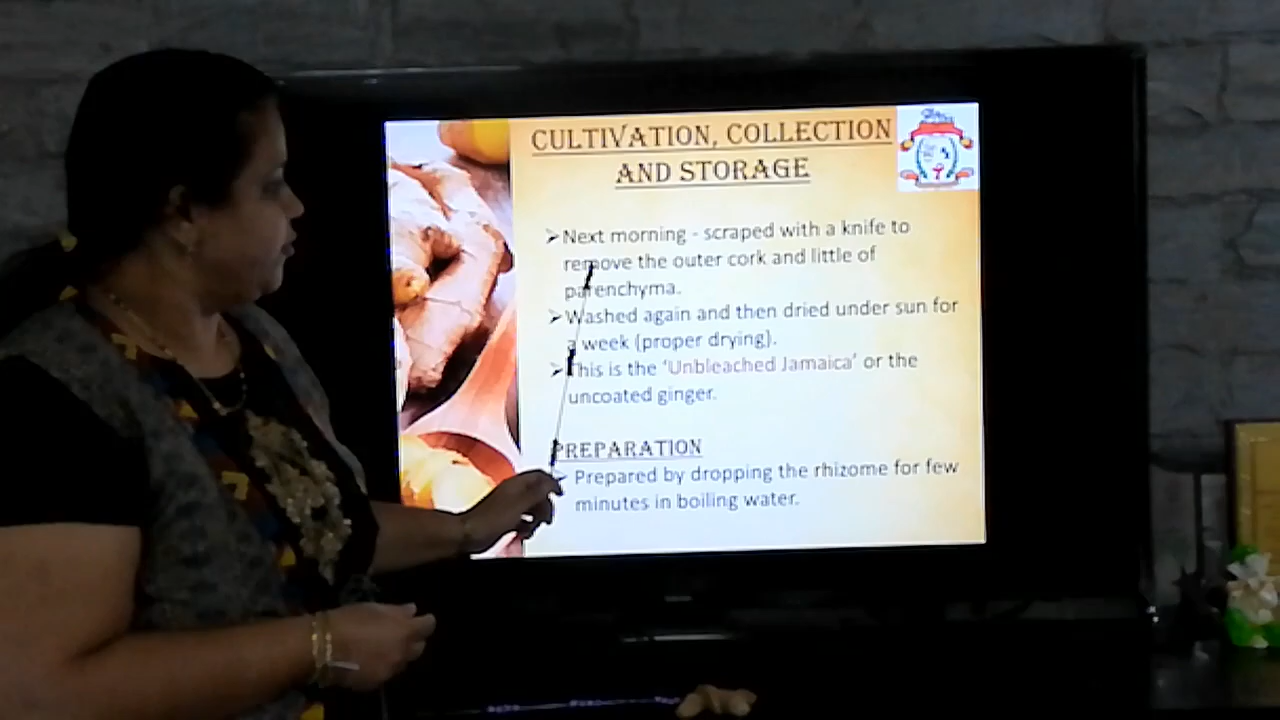 CULTIVATION, COLLECTION
AND STORAGE
➢Next morning - scraped with a knife to
remove the outer cork and little of
parenchyma.
➢Washed again and then dried under sun for
a week (proper drying).
➢This is the ‘Unbleached Jamaica’ or the
uncoated ginger.
PREPARATION
➢ Prepared by dropping the rhizome for few
minutes in boiling water.